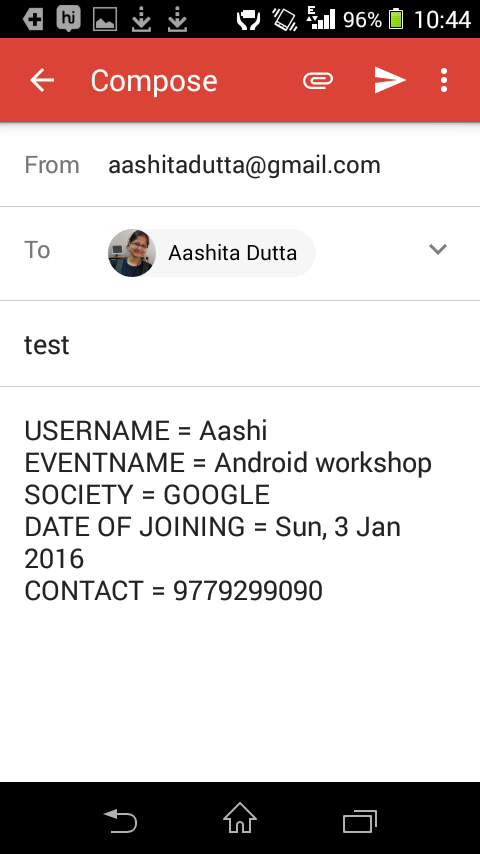 hj E 96% 10:44
Compose
From aashitadutta@gmail.com
To Aashita Dutta
test
USERNAME = Aashi
EVENTNAME = Android workshop
SOCIETY = GOOGLE
DATE OF JOINING = Sun, 3 Jan
2016
CONTACT = 9779299090